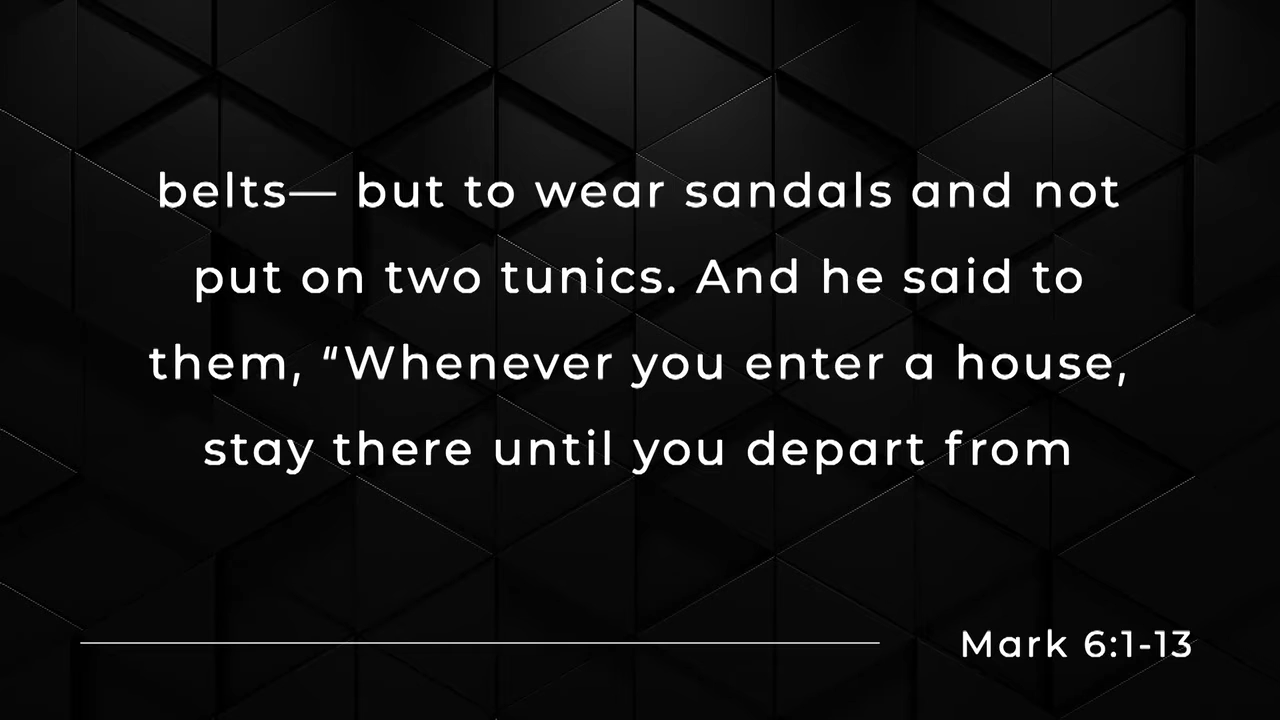 belts— but to wear sandals and not
put on two tunics. And he said to
them, “Whenever you enter a house,
stay there until you depart from
Mark 6:1-13